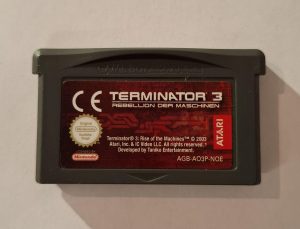 CE
TERMINATOR 3
REBELLION DER MASCHINEN
Nintendo
Terminator® 3: Rise of the Machines™ © 2003
Atari, Inc. & IC Video LLC. All rights reserved.
Developed by Taniko Entertainment.
ATARI
AGB-AO3P-NOE